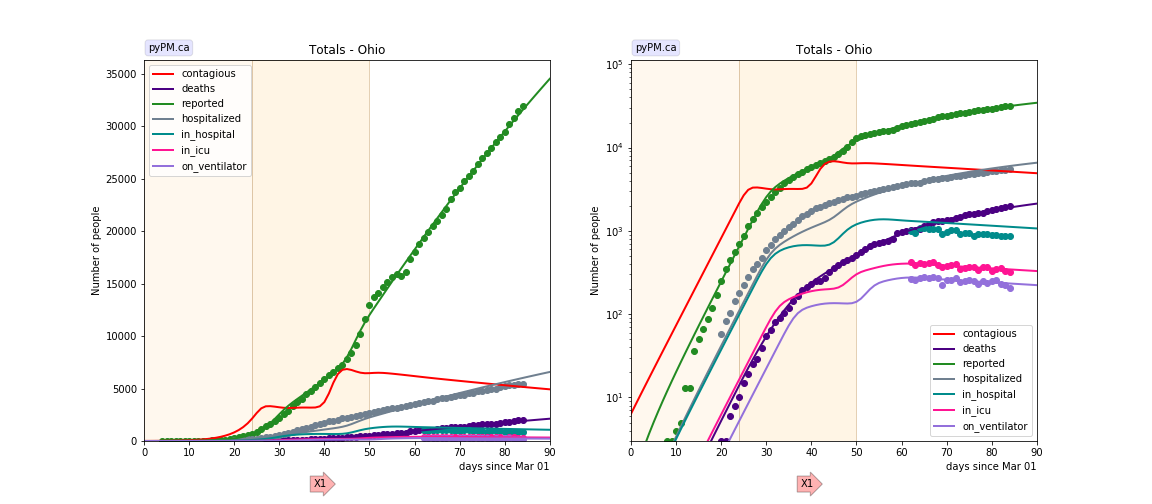 pyPM.ca
Totals - Ohio
35000
30000
25000
20000
15000
10000
5000
0
Number of people
contagious
deaths
reported
hospitalized
in_hospital
in_icu
on_ventilator
0 10 20 30 40 50 60 70 80 90
days since Mar 01
X1
pyPM.ca
Totals - Ohio
10^5
10^4
10^3
10^2
10^1
Number of people
contagious
deaths
reported
hospitalized
in_hospital
in_icu
on_ventilator
0 10 20 30 40 50 60 70 80 90
days since Mar 01
X1